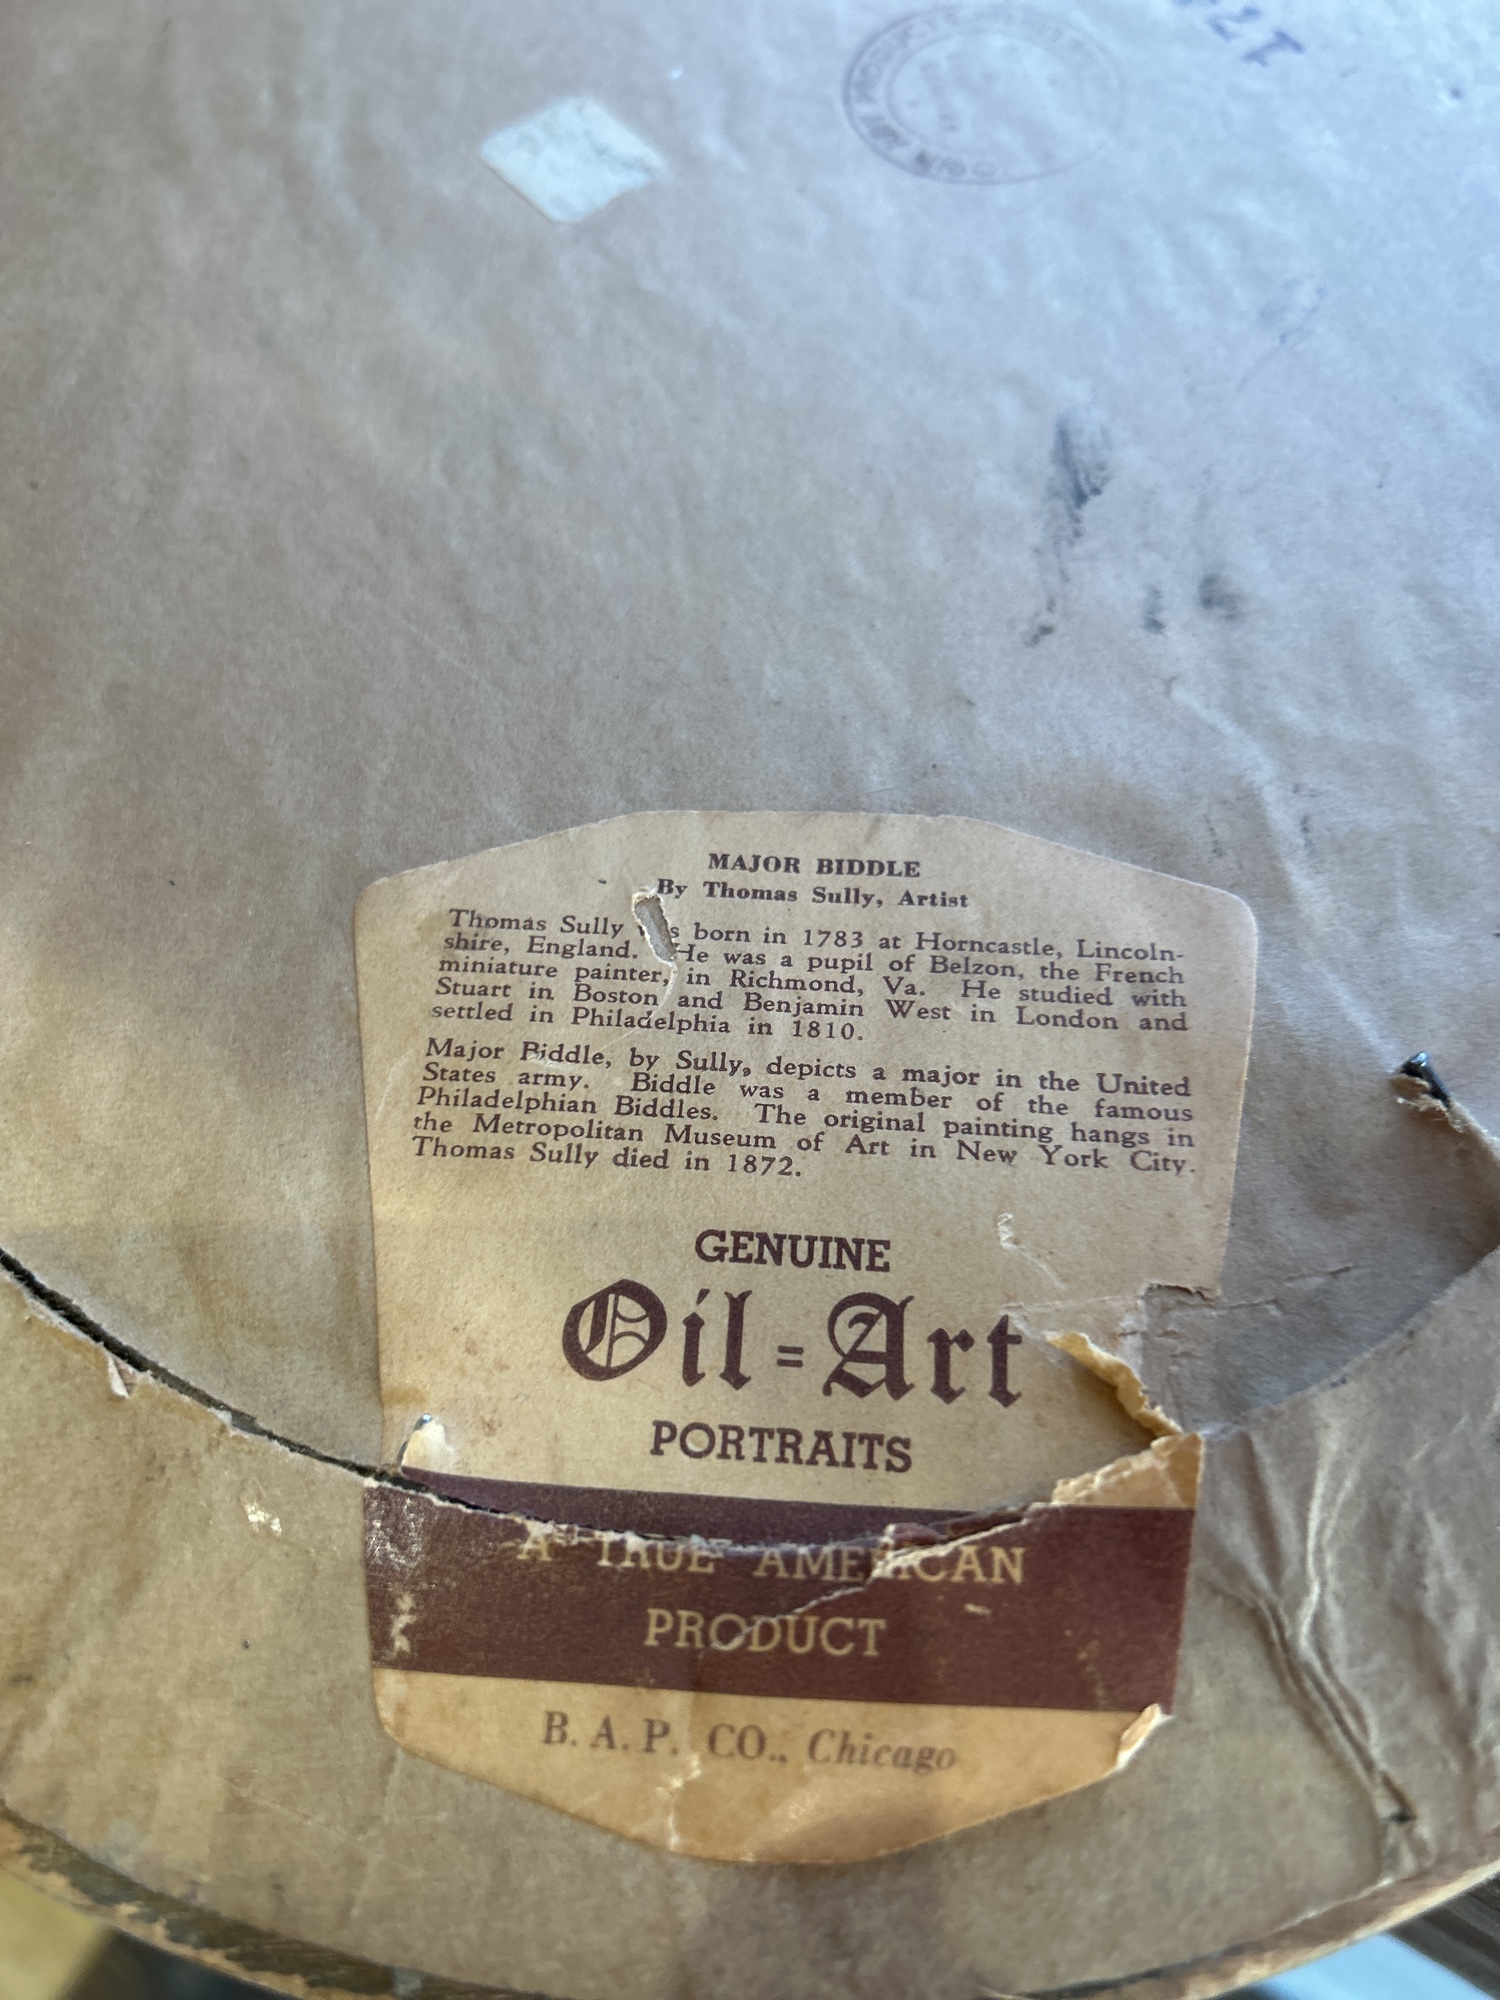 MAJOR BIDDLE
By Thomas Sully, Artist
Thomas Sully s born in 1783 at Horncastle, Lincoln-
shire, England. He was a pupil of Belzon, the French
miniature painter, in Richmond, Va. He studied with
Stuart in Boston and Benjamin West in London and
settled in Philadelphia in 1810.
Major Biddle, by Sully, depicts a major in the United
States army. Biddle was a member of the famous
Philadelphian Biddles. The original painting hangs in
the Metropolitan Museum of Art in New York City.
Thomas Sully died in 1872.
GENUINE
Oil=Art
PORTRAITS
A TRUE AMERICAN
PRODUCT
B. A. P. CO., Chicago